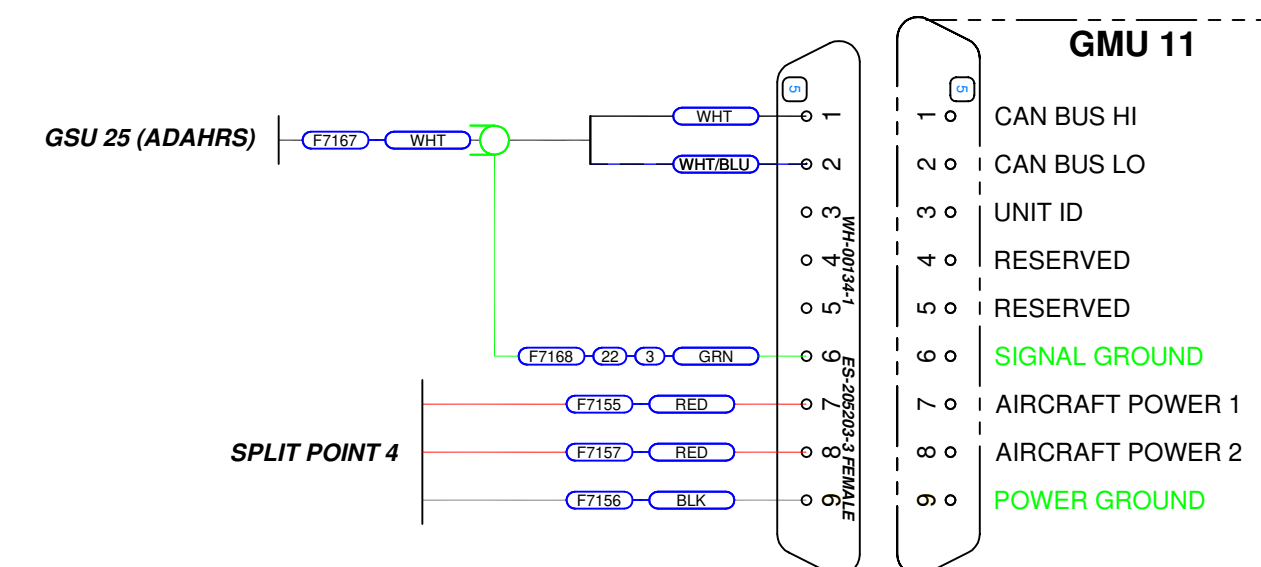 GMU 11
5
5
GSU 25 (ADAHRS)
F7167
WHT
WHT
1
1
CAN BUS HI
WHT/BLU
2
2
CAN BUS LO
3
3
UNIT ID
4
4
RESERVED
5
5
RESERVED
WH-00134-1
F7168
22
3
GRN
6
6
SIGNAL GROUND
SPLIT POINT 4
F7155
RED
7
7
AIRCRAFT POWER 1
F7157
RED
8
8
AIRCRAFT POWER 2
F7156
BLK
9
9
POWER GROUND
ES-205203-3 FEMALE